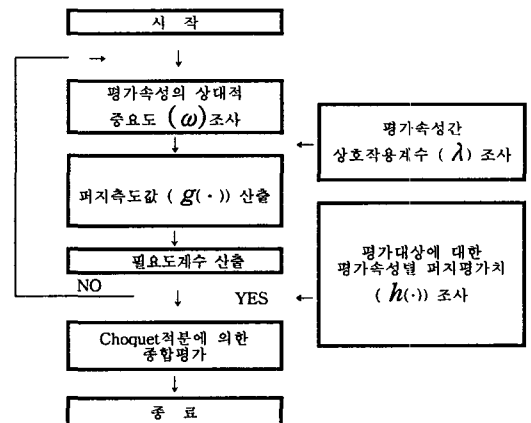 시 작
평가속성의 상대적
중요도 (ω)조사
평가속성간
상호작용계수 ( λ ) 조사
퍼지측도값 ( g(·)) 산출
필요도계수 산출
평가대상에 대한
평가속성별 퍼지평가치
( h(·)) 조사
NO
YES
Choquet적분에 의한
종합평가
종 료